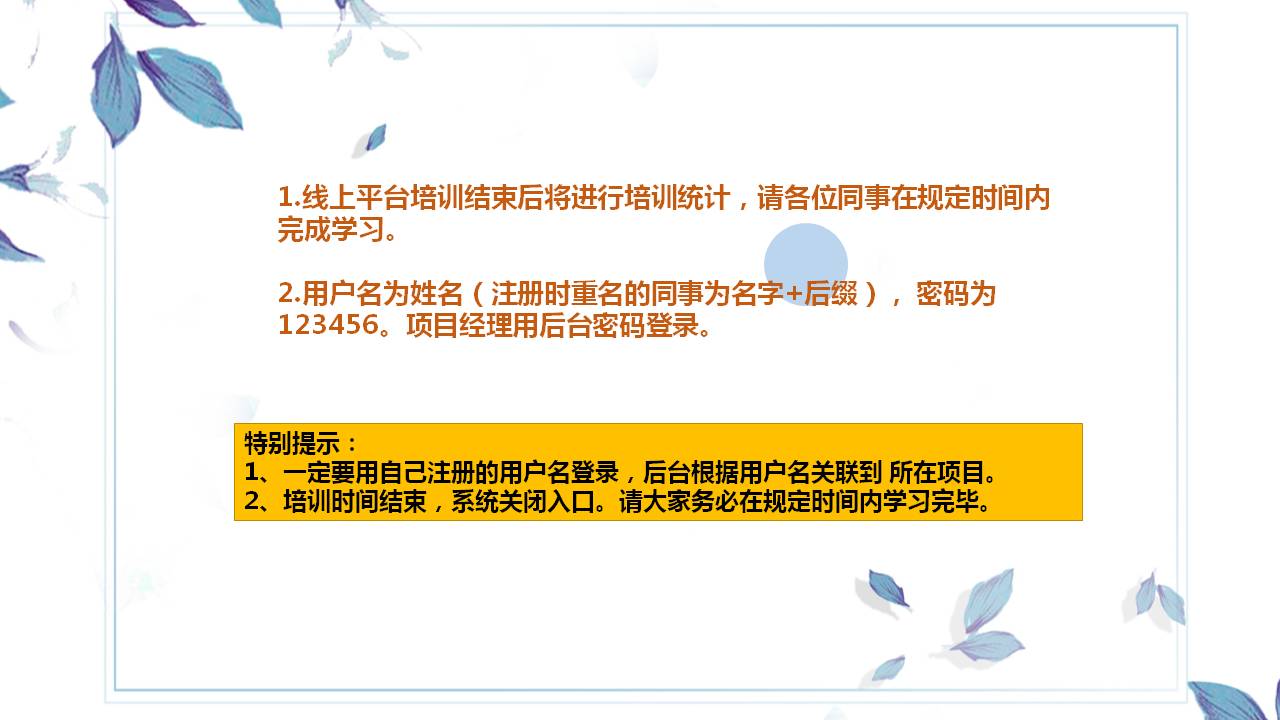 1.线上平台培训结束后将进行培训统计，请各位同事在规定时间内
完成学习。
2.用户名为姓名（注册时重名的同事为名字+后缀），密码为
123456。项目经理用后台密码登录。
特别提示：
1、一定要用自己注册的用户名登录，后台根据用户名关联到 所在项目。
2、培训时间结束，系统关闭入口。请大家务必在规定时间内学习完毕。